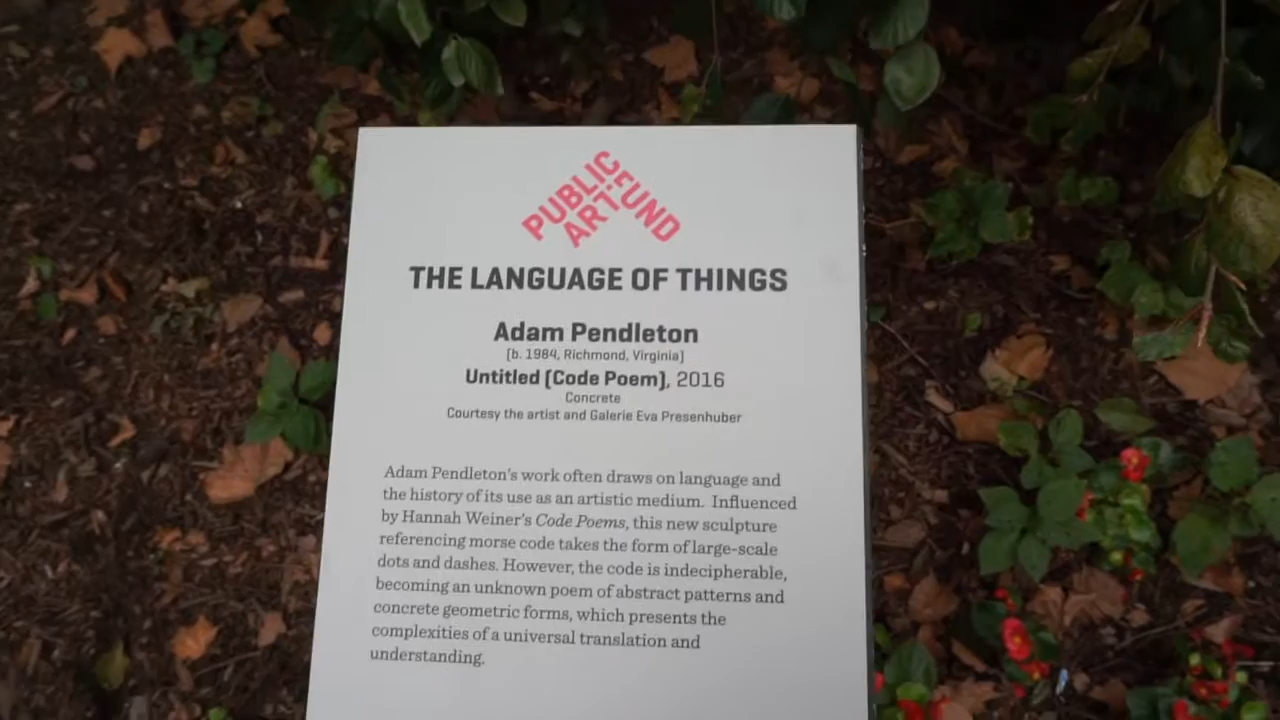 PUBLIC
ART FUND
THE LANGUAGE OF THINGS
Adam Pendleton
(b. 1984, Richmond, Virginia)
Untitled (Code Poem), 2016
Concrete
Courtesy the artist and Galerie Eva Presenhuber
Adam Pendleton's work often draws on language and
the history of its use as an artistic medium. Influenced
by Hannah Weiner's Code Poems, this new sculpture
referencing morse code takes the form of large-scale
dots and dashes. However, the code is indecipherable,
becoming an unknown poem of abstract patterns and
concrete geometric forms, which presents the
complexities of a universal translation and
understanding.